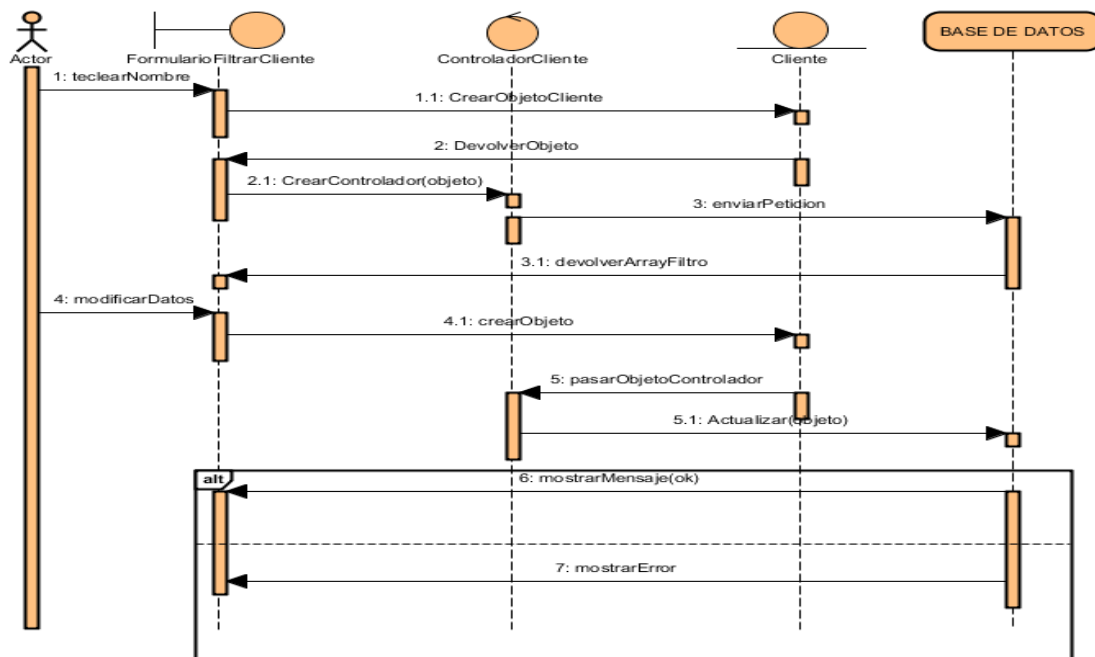 BASE DE DATOS
Actor
FormularioFiltrarCliente
ControladorCliente
Cliente
1: teclearNombre
1.1: CrearObjetoCliente
2: DevolverObjeto
2.1: CrearControlador(objeto)
3: enviarPeticion
3.1: devolverArrayFiltro
4: modificarDatos
4.1: crearObjeto
5: pasarObjetoControlador
5.1: Actualizar(objeto)
alt
6: mostrarMensaje(ok)
7: mostrarError